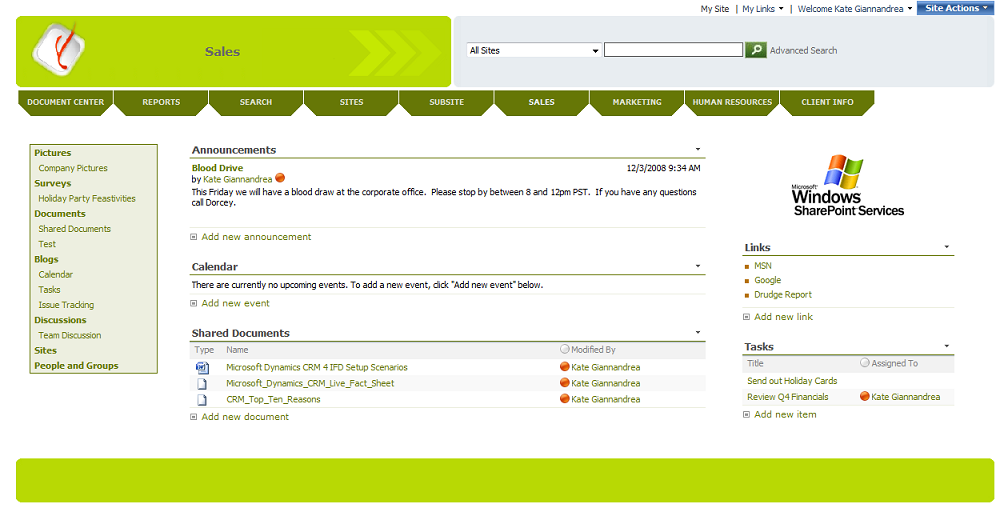 My Site | My Links | Welcome Kate Giannandrea Site Actions
Sales
All Sites Advanced Search
DOCUMENT CENTER REPORTS SEARCH SITES SUBSITE SALES MARKETING HUMAN RESOURCES CLIENT INFO
Pictures
Company Pictures
Surveys
Holiday Party Feastivities
Documents
Shared Documents
Test
Blogs
Calendar
Tasks
Issue Tracking
Discussions
Team Discussion
Sites
People and Groups
Announcements
Blood Drive 12/3/2008 9:34 AM
by Kate Giannandrea
This Friday we will have a blood draw at the corporate office. Please stop by between 8 and 12pm PST. If you have any questions
call Dorcey.
Add new announcement
Calendar
There are currently no upcoming events. To add a new event, click "Add new event" below.
Add new event
Shared Documents
Type Name Modified By
Microsoft Dynamics CRM 4 IFD Setup Scenarios Kate Giannandrea
Microsoft_Dynamics_CRM_Live_Fact_Sheet Kate Giannandrea
CRM_Top_Ten_Reasons Kate Giannandrea
Add new document
Microsoft
Windows
SharePoint Services
Links
MSN
Google
Drudge Report
Add new link
Tasks
Title Assigned To
Send out Holiday Cards
Review Q4 Financials Kate Giannandrea
Add new item